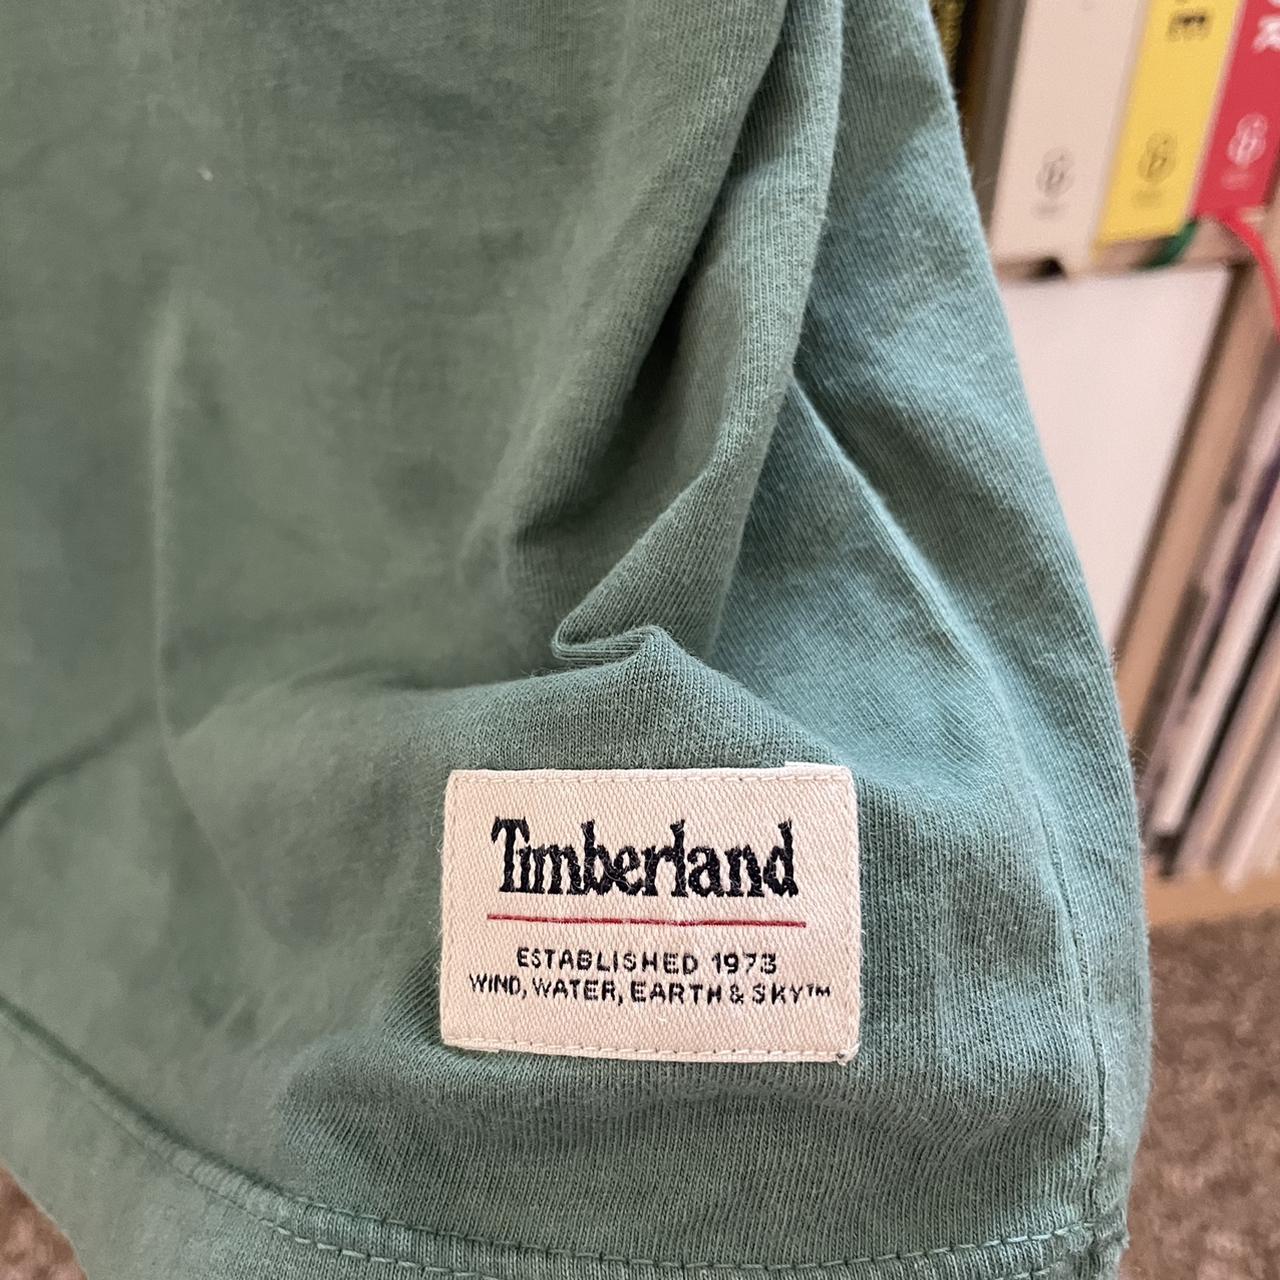 Timberland
ESTABLISHED 1973
WIND, WATER, EARTH & SKY™